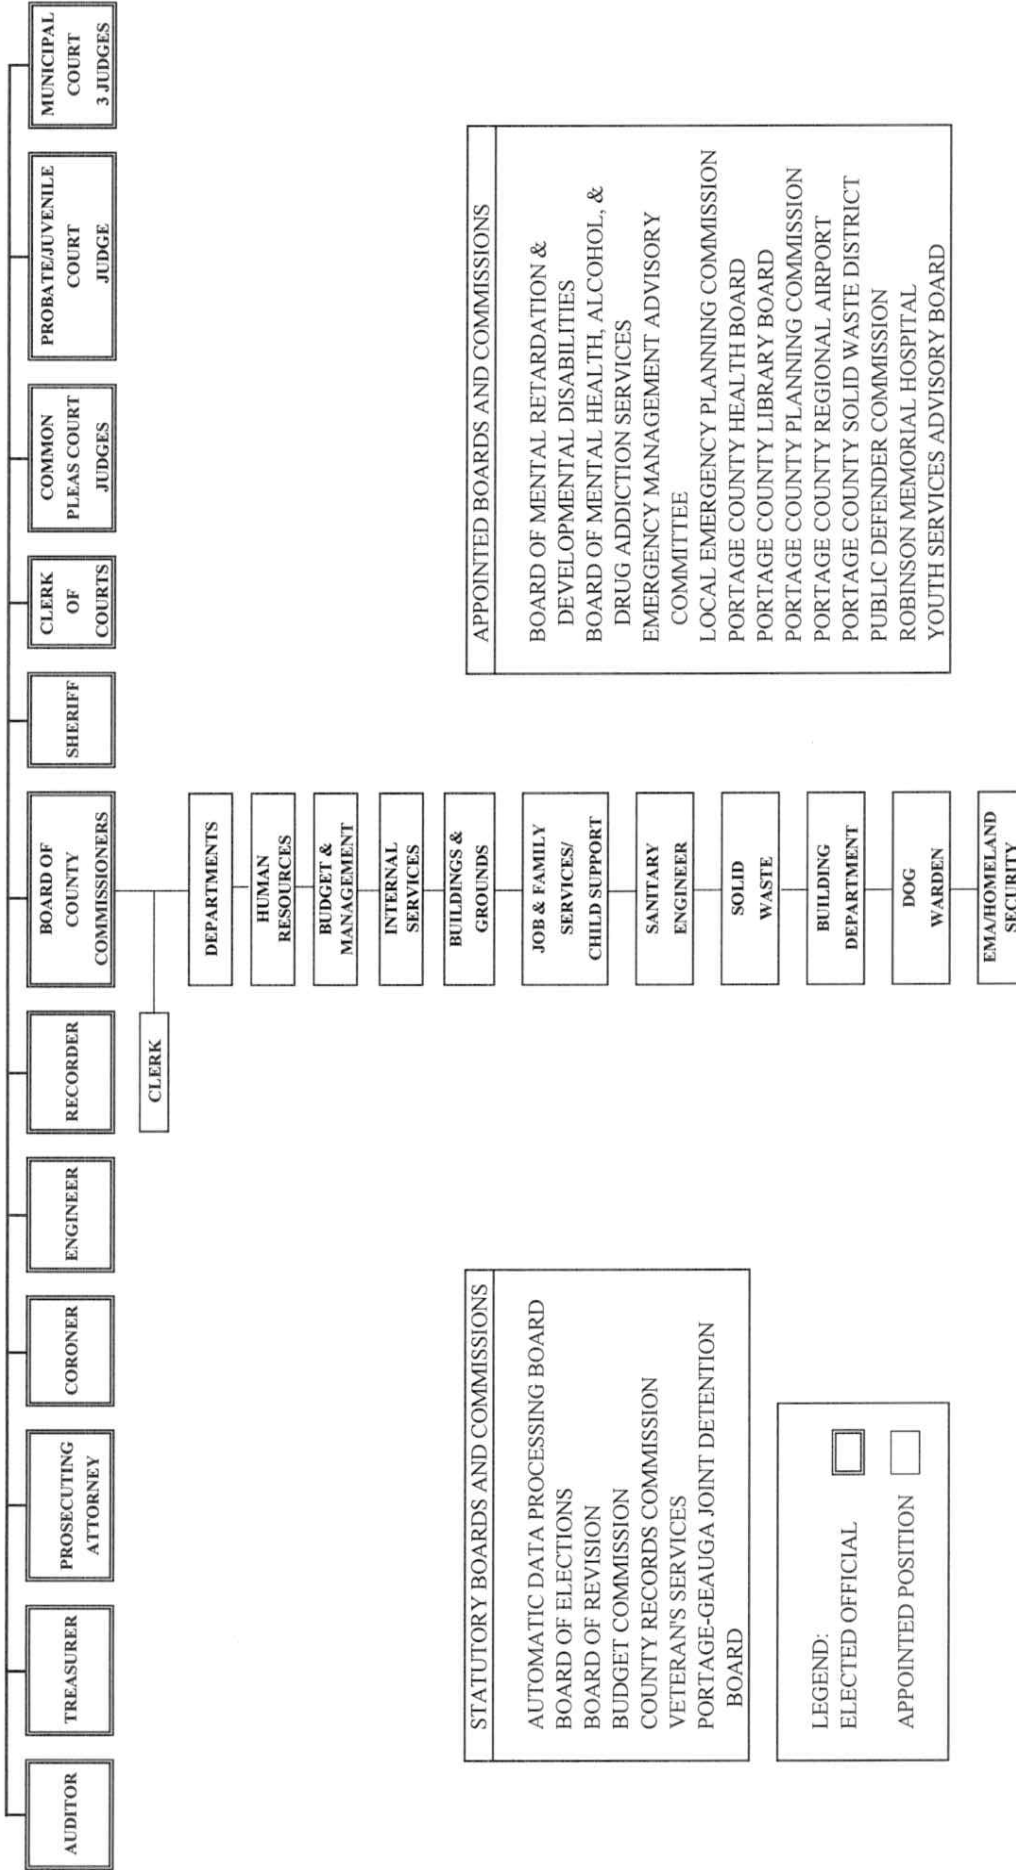 AUDITOR
TREASURER
PROSECUTING
ATTORNEY
CORONER
ENGINEER
RECORDER
BOARD OF
COUNTY
COMMISSIONERS
SHERIFF
CLERK
OF
COURTS
COMMON
PLEAS COURT
JUDGES
PROBATE/JUVENILE
COURT
JUDGE
MUNICIPAL
COURT
3 JUDGES
CLERK
DEPARTMENTS
HUMAN
RESOURCES
BUDGET &
MANAGEMENT
INTERNAL
SERVICES
BUILDINGS &
GROUNDS
JOB & FAMILY
SERVICES/
CHILD SUPPORT
SANITARY
ENGINEER
SOLID
WASTE
BUILDING
DEPARTMENT
DOG
WARDEN
EMA/HOMELAND
SECURITY
STATUTORY BOARDS AND COMMISSIONS
AUTOMATIC DATA PROCESSING BOARD
BOARD OF ELECTIONS
BOARD OF REVISION
BUDGET COMMISSION
COUNTY RECORDS COMMISSION
VETERAN'S SERVICES
PORTAGE-GEAUGA JOINT DETENTION
BOARD
LEGEND:
ELECTED OFFICIAL
APPOINTED POSITION
APPOINTED BOARDS AND COMMISSIONS
BOARD OF MENTAL RETARDATION &
DEVELOPMENTAL DISABILITIES
BOARD OF MENTAL HEALTH, ALCOHOL, &
DRUG ADDICTION SERVICES
EMERGENCY MANAGEMENT ADVISORY
COMMITTEE
LOCAL EMERGENCY PLANNING COMMISSION
PORTAGE COUNTY HEALTH BOARD
PORTAGE COUNTY LIBRARY BOARD
PORTAGE COUNTY PLANNING COMMISSION
PORTAGE COUNTY REGIONAL AIRPORT
PORTAGE COUNTY SOLID WASTE DISTRICT
PUBLIC DEFENDER COMMISSION
ROBINSON MEMORIAL HOSPITAL
YOUTH SERVICES ADVISORY BOARD